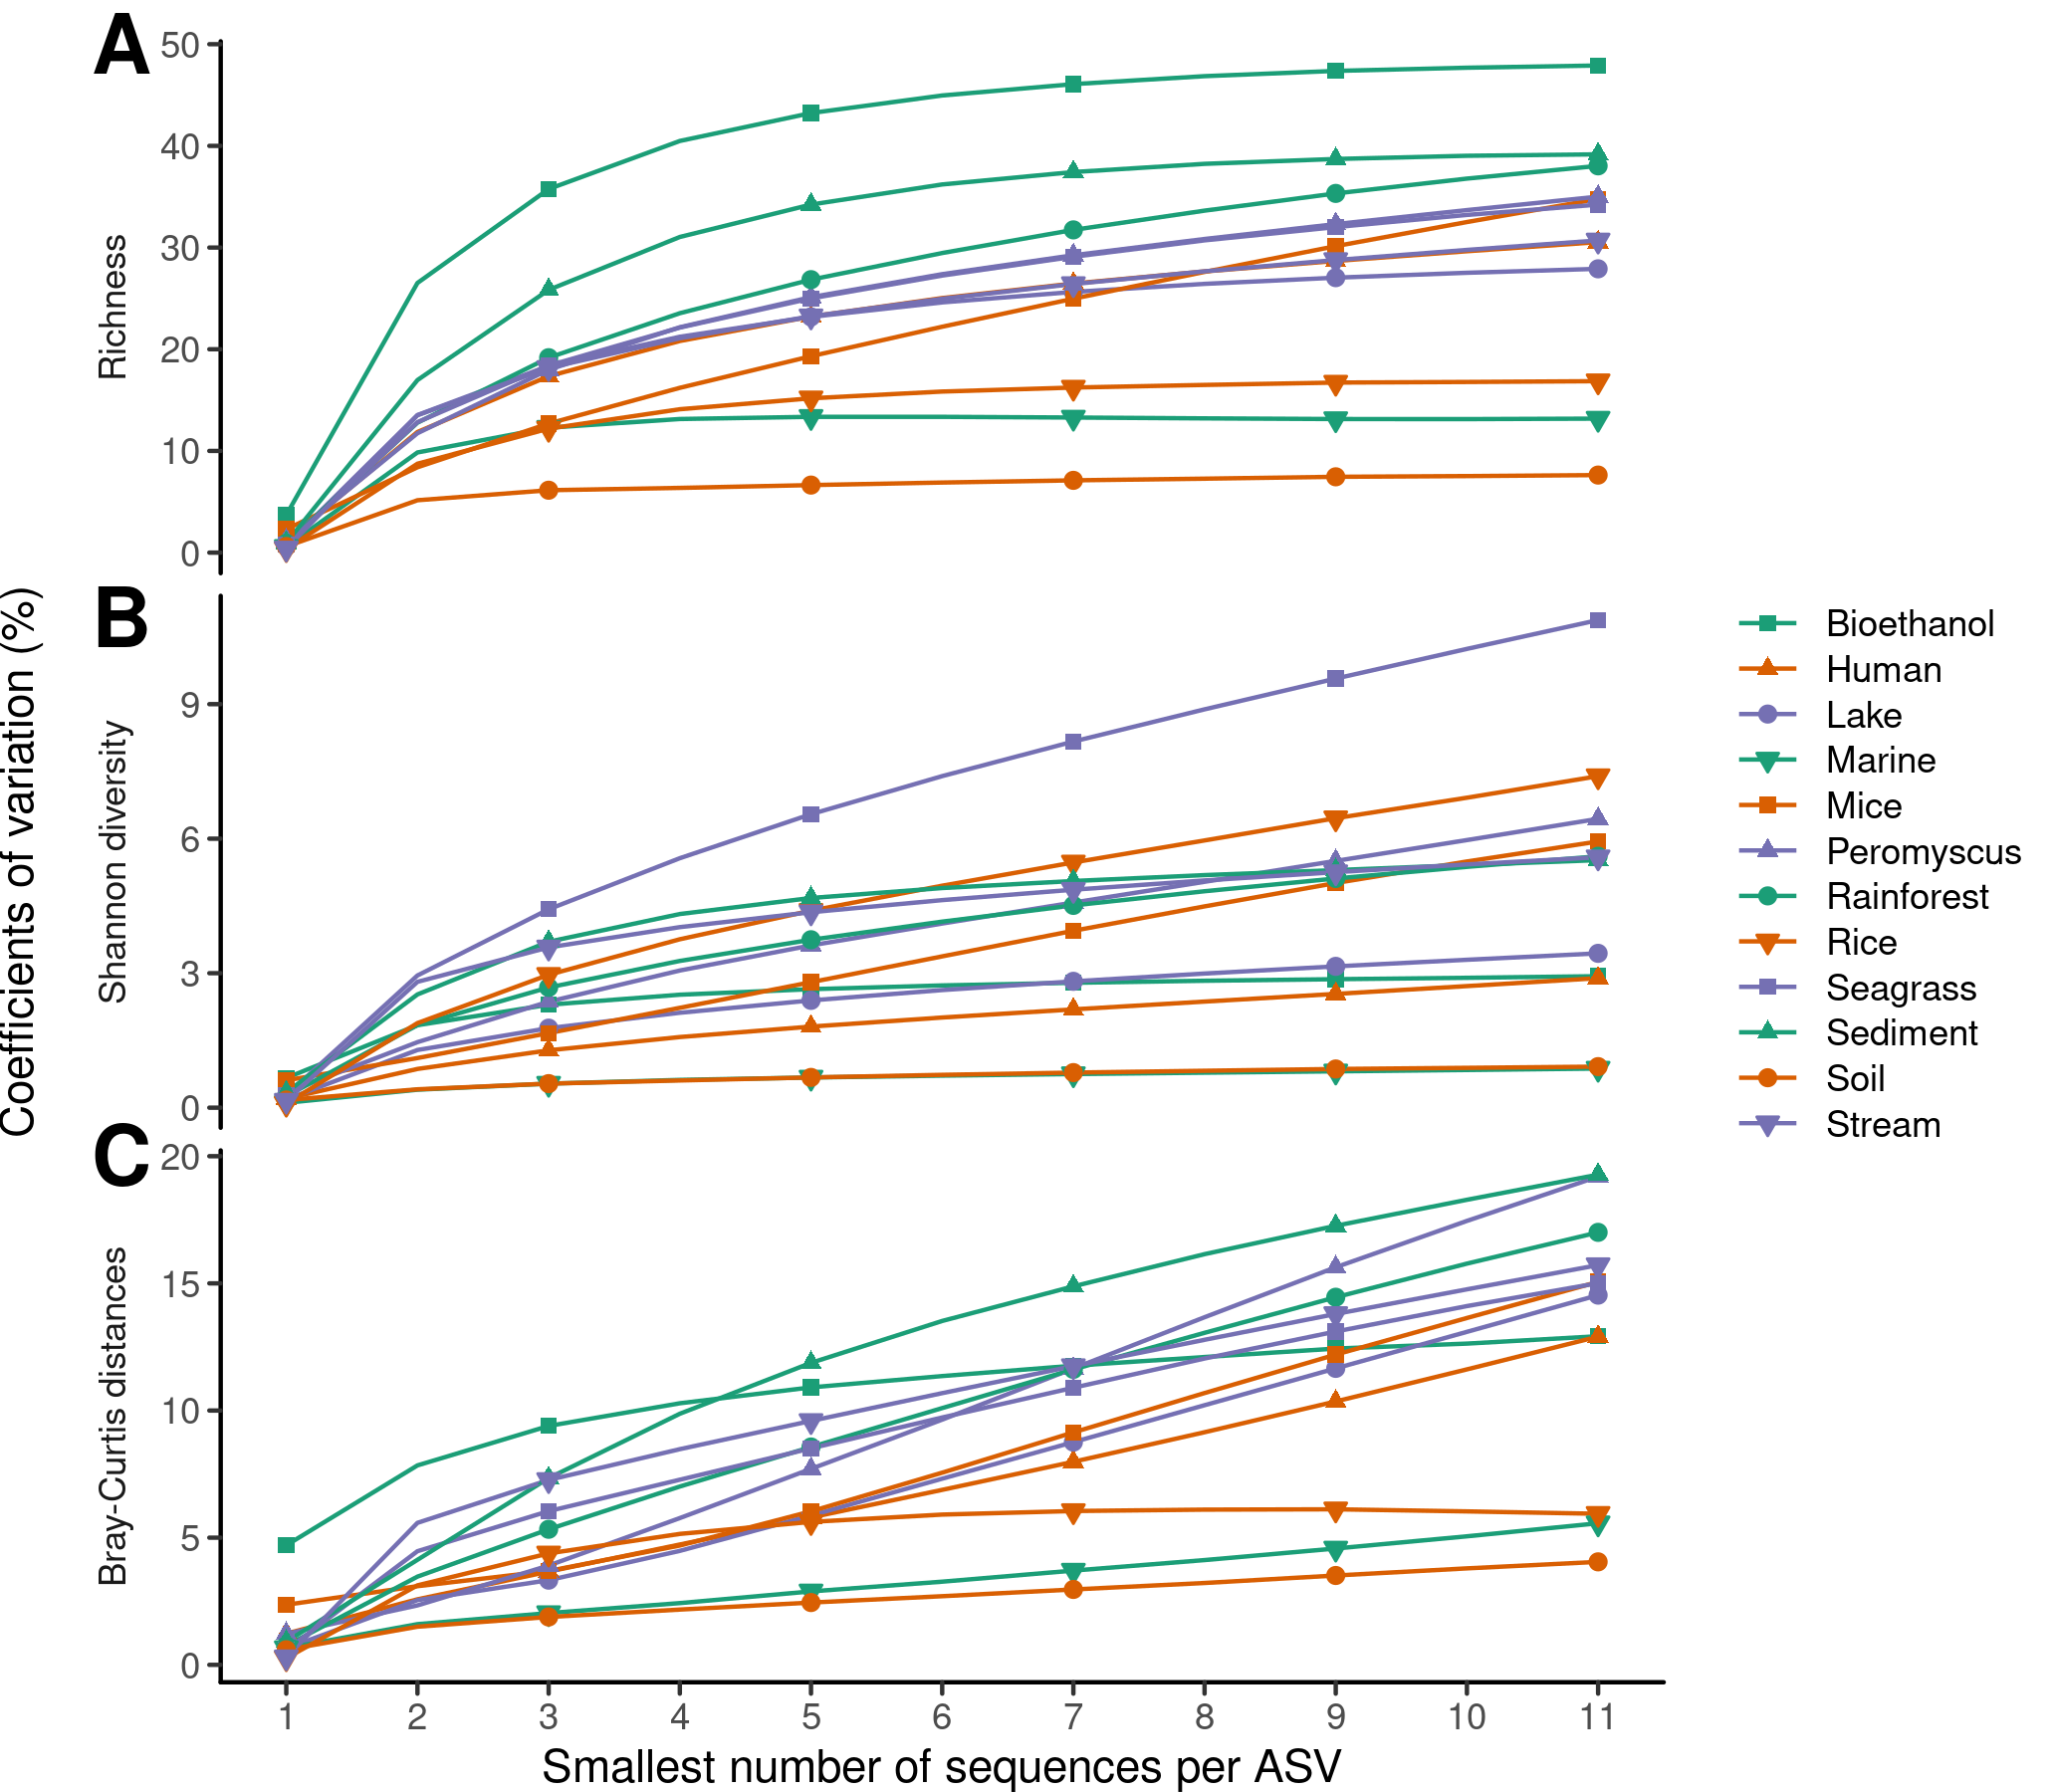 A
50
40
30
20
10
0
Richness
B
9
6
3
0
Shannon diversity
Coefficients of variation (%)
C
20
15
10
5
0
Bray-Curtis distances
1 2 3 4 5 6 7 8 9 10 11
Smallest number of sequences per ASV
Bioethanol
Human
Lake
Marine
Mice
Peromyscus
Rainforest
Rice
Seagrass
Sediment
Soil
Stream